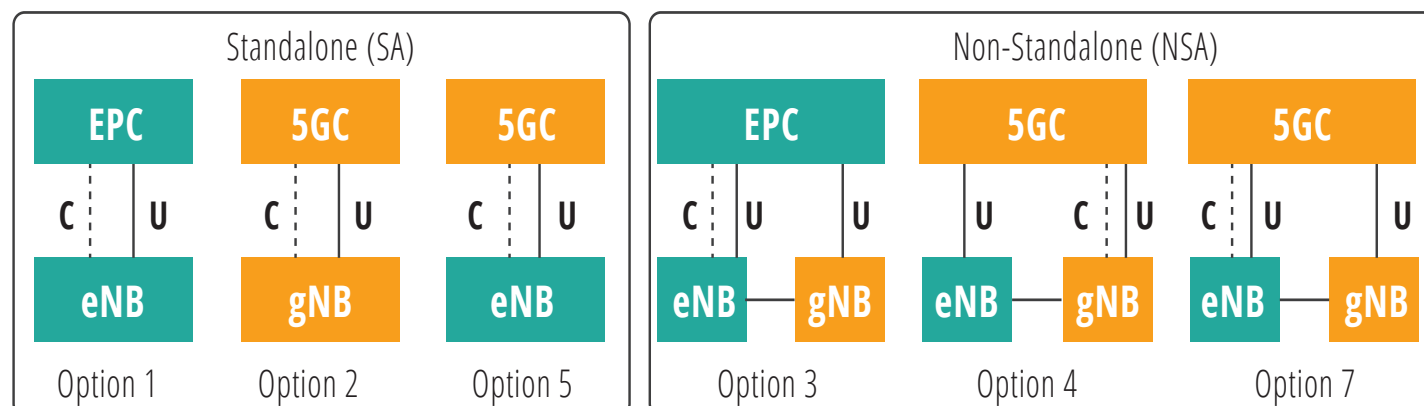 Standalone (SA)
EPC
C U
eNB
Option 1
5GC
C U
gNB
Option 2
5GC
C U
eNB
Option 5
Non-Standalone (NSA)
EPC
C U U
eNB gNB
Option 3
5GC
U C U
eNB gNB
Option 4
5GC
C U U
eNB gNB
Option 7